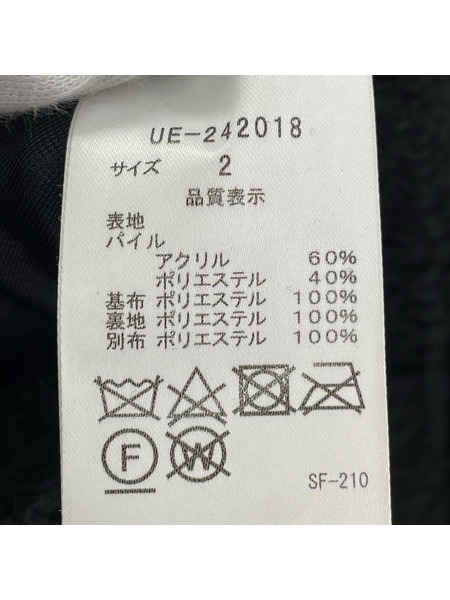 UE-242018
サイズ 2
品質表示
表地
パイル
アクリル 60%
ポリエステル 40%
基布 ポリエステル 100%
裏地 ポリエステル 100%
別布 ポリエステル 100%
F W
SF-210